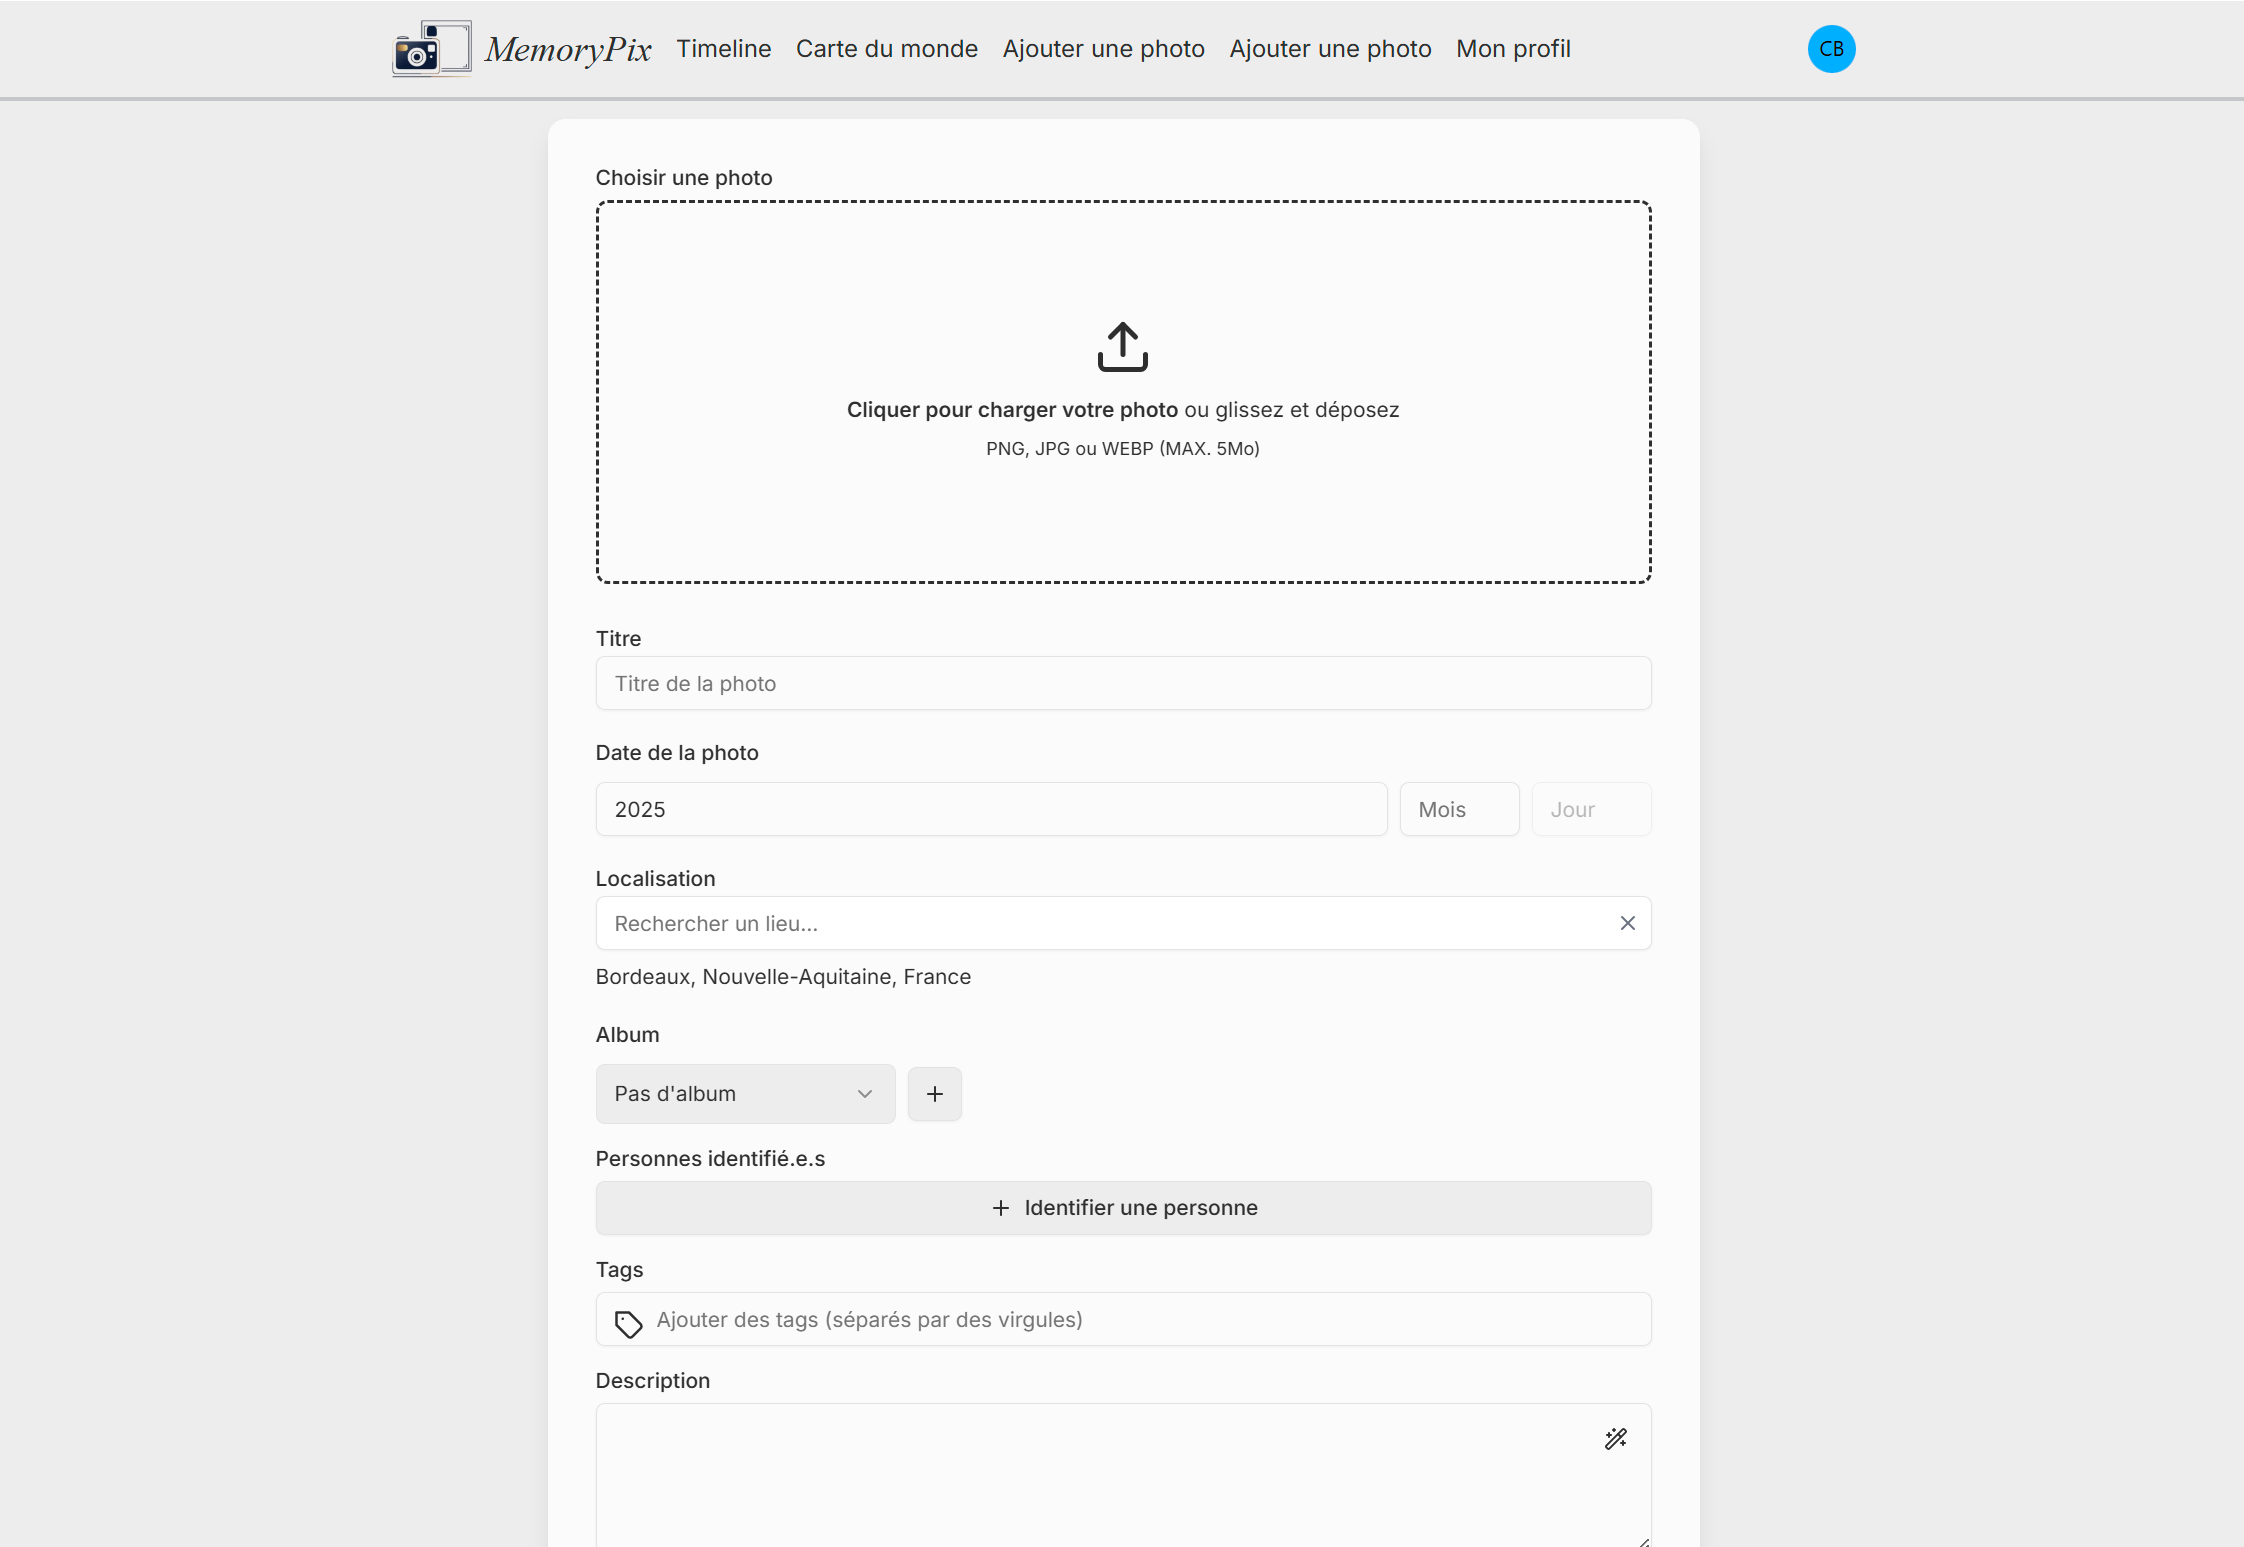 MemoryPix Timeline Carte du monde Ajouter une photo Ajouter une photo Mon profil CB
Choisir une photo
Cliquer pour charger votre photo ou glissez et déposez
PNG, JPG ou WEBP (MAX. 5Mo)
Titre
Titre de la photo
Date de la photo
2025 Mois Jour
Localisation
Rechercher un lieu...
Bordeaux, Nouvelle-Aquitaine, France
Album
Pas d'album
Personnes identifié.e.s
Identifier une personne
Tags
Ajouter des tags (séparés par des virgules)
Description